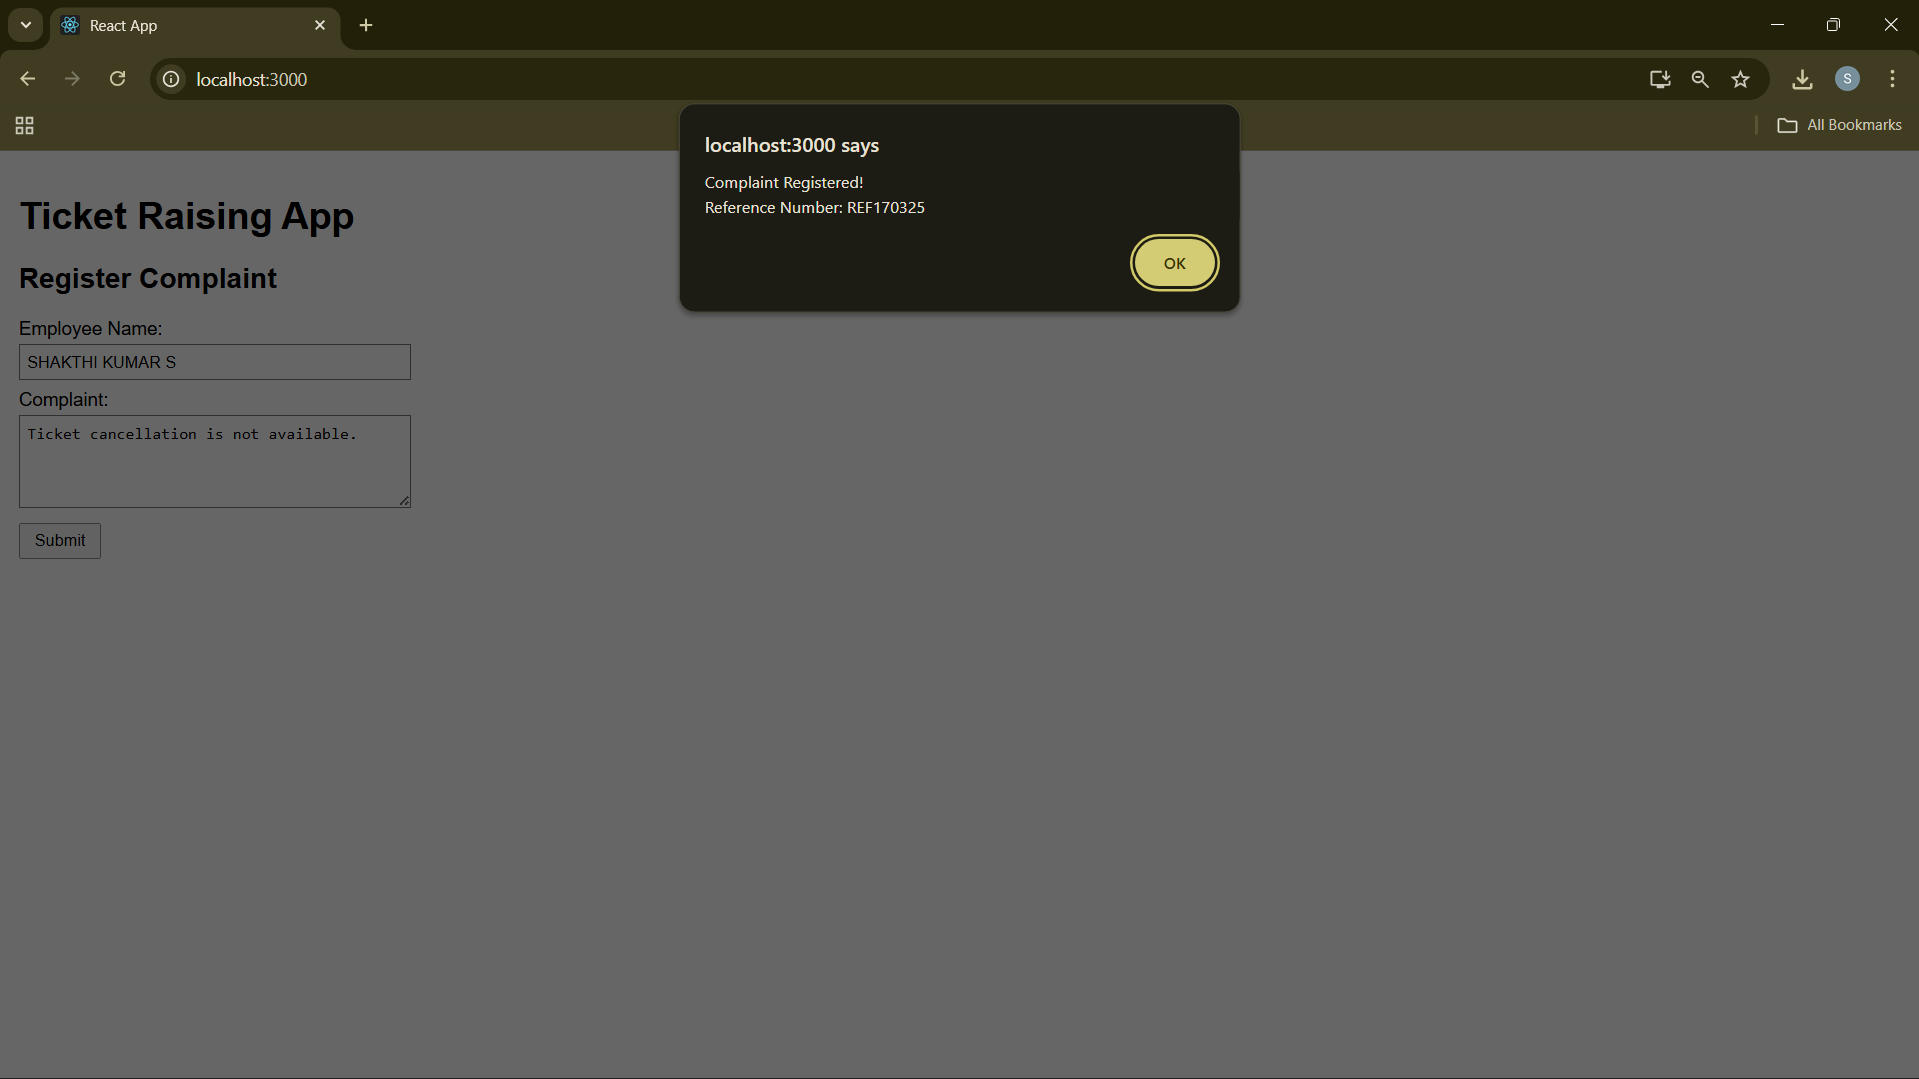 React App
localhost:3000
S
All Bookmarks
localhost:3000 says
Complaint Registered!
Reference Number: REF170325
OK
Ticket Raising App
Register Complaint
Employee Name:
SHAKTHI KUMAR S
Complaint:
Ticket cancellation is not available.
Submit